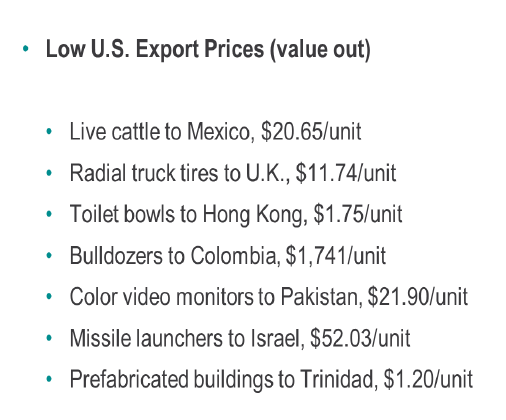 • Low U.S. Export Prices (value out)
• Live cattle to Mexico, $20.65/unit
• Radial truck tires to U.K., $11.74/unit
• Toilet bowls to Hong Kong, $1.75/unit
• Bulldozers to Colombia, $1,741/unit
• Color video monitors to Pakistan, $21.90/unit
• Missile launchers to Israel, $52.03/unit
• Prefabricated buildings to Trinidad, $1.20/unit